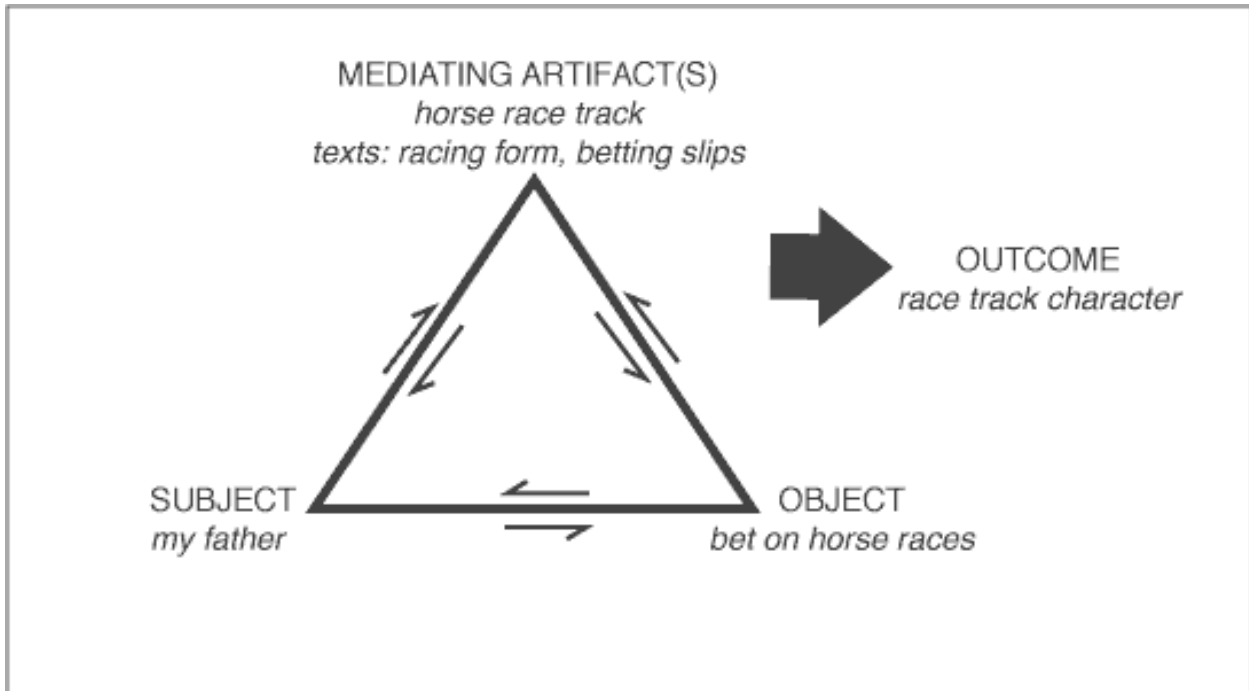 MEDIATING ARTIFACT(S)
horse race track
texts: racing form, betting slips
OUTCOME
race track character
SUBJECT
my father
OBJECT
bet on horse races